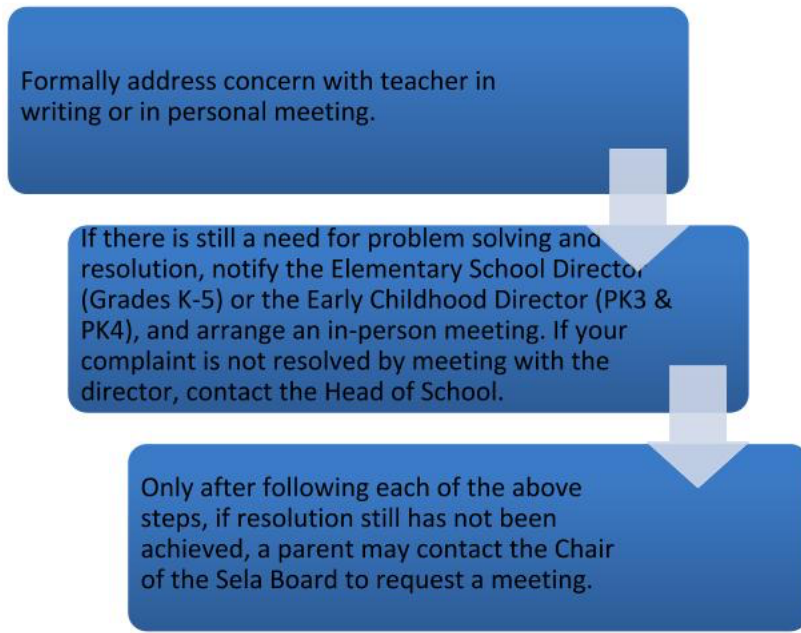 Formally address concern with teacher in
writing or in personal meeting.
If there is still a need for problem solving and
resolution, notify the Elementary School Director
(Grades K-5) or the Early Childhood Director (PK3 &
PK4), and arrange an in-person meeting. If your
complaint is not resolved by meeting with the
director, contact the Head of School.
Only after following each of the above
steps, if resolution still has not been
achieved, a parent may contact the Chair
of the Sela Board to request a meeting.